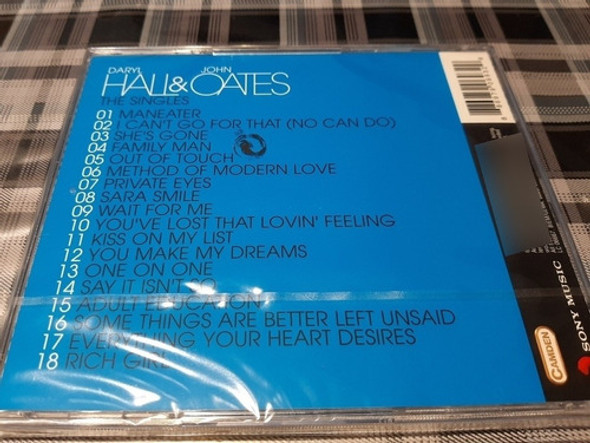 DARYL JOHN
HALL & OATES
THE SINGLES
01 MANEATER
02 I CAN'T GO FOR THAT (NO CAN DO)
03 SHE'S GONE
04 FAMILY MAN
05 OUT OF TOUCH
06 METHOD OF MODERN LOVE
07 PRIVATE EYES
08 SARA SMILE
09 WAIT FOR ME
10 YOU'VE LOST THAT LOVIN' FEELING
11 KISS ON MY LIST
12 YOU MAKE MY DREAMS
13 ONE ON ONE
14 SAY IT ISN'T SO
15 ADULT EDUCATION
16 SOME THINGS ARE BETTER LEFT UNSAID
17 EVERYTHING YOUR HEART DESIRES
18 RICH GIRL
CAMDEN
SONY MUSIC